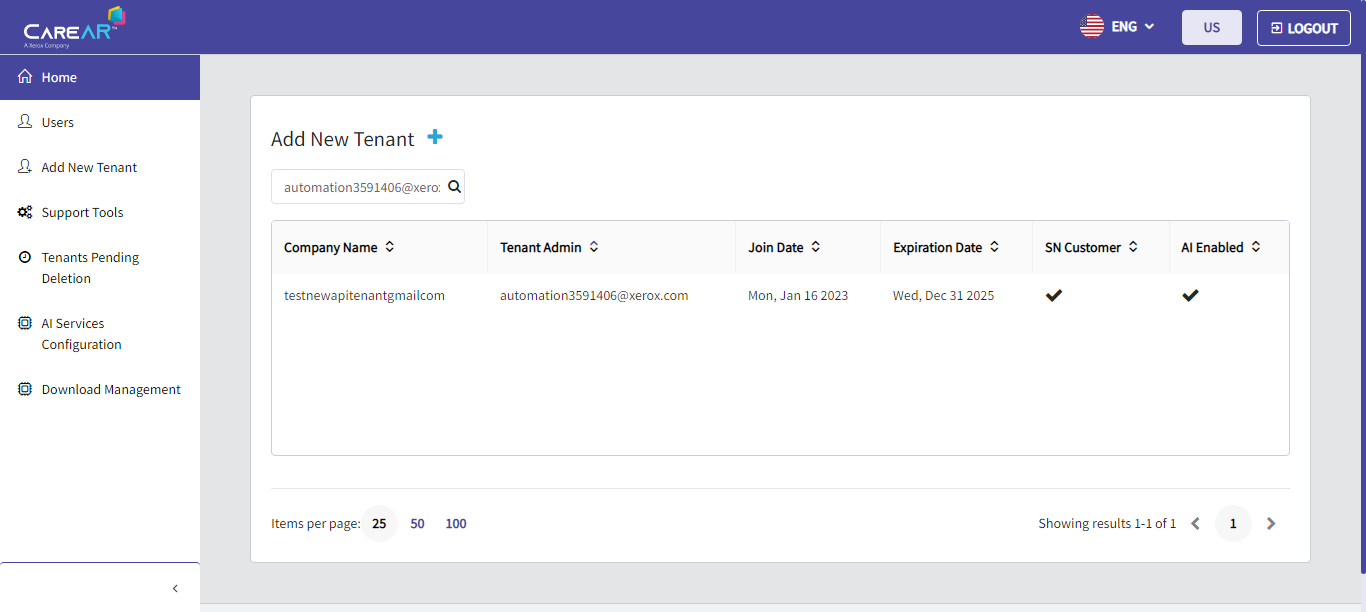 CAREAR™
A Xerox Company
ENG
US
LOGOUT
Home
Users
Add New Tenant
Support Tools
Tenants Pending
Deletion
AI Services
Configuration
Download Management
Add New Tenant
automation3591406@xero
Company Name
Tenant Admin
Join Date
Expiration Date
SN Customer
AI Enabled
testnewapitenantgmailcom
automation3591406@xerox.com
Mon, Jan 16 2023
Wed, Dec 31 2025
Items per page: 25 50 100
Showing results 1-1 of 1
1